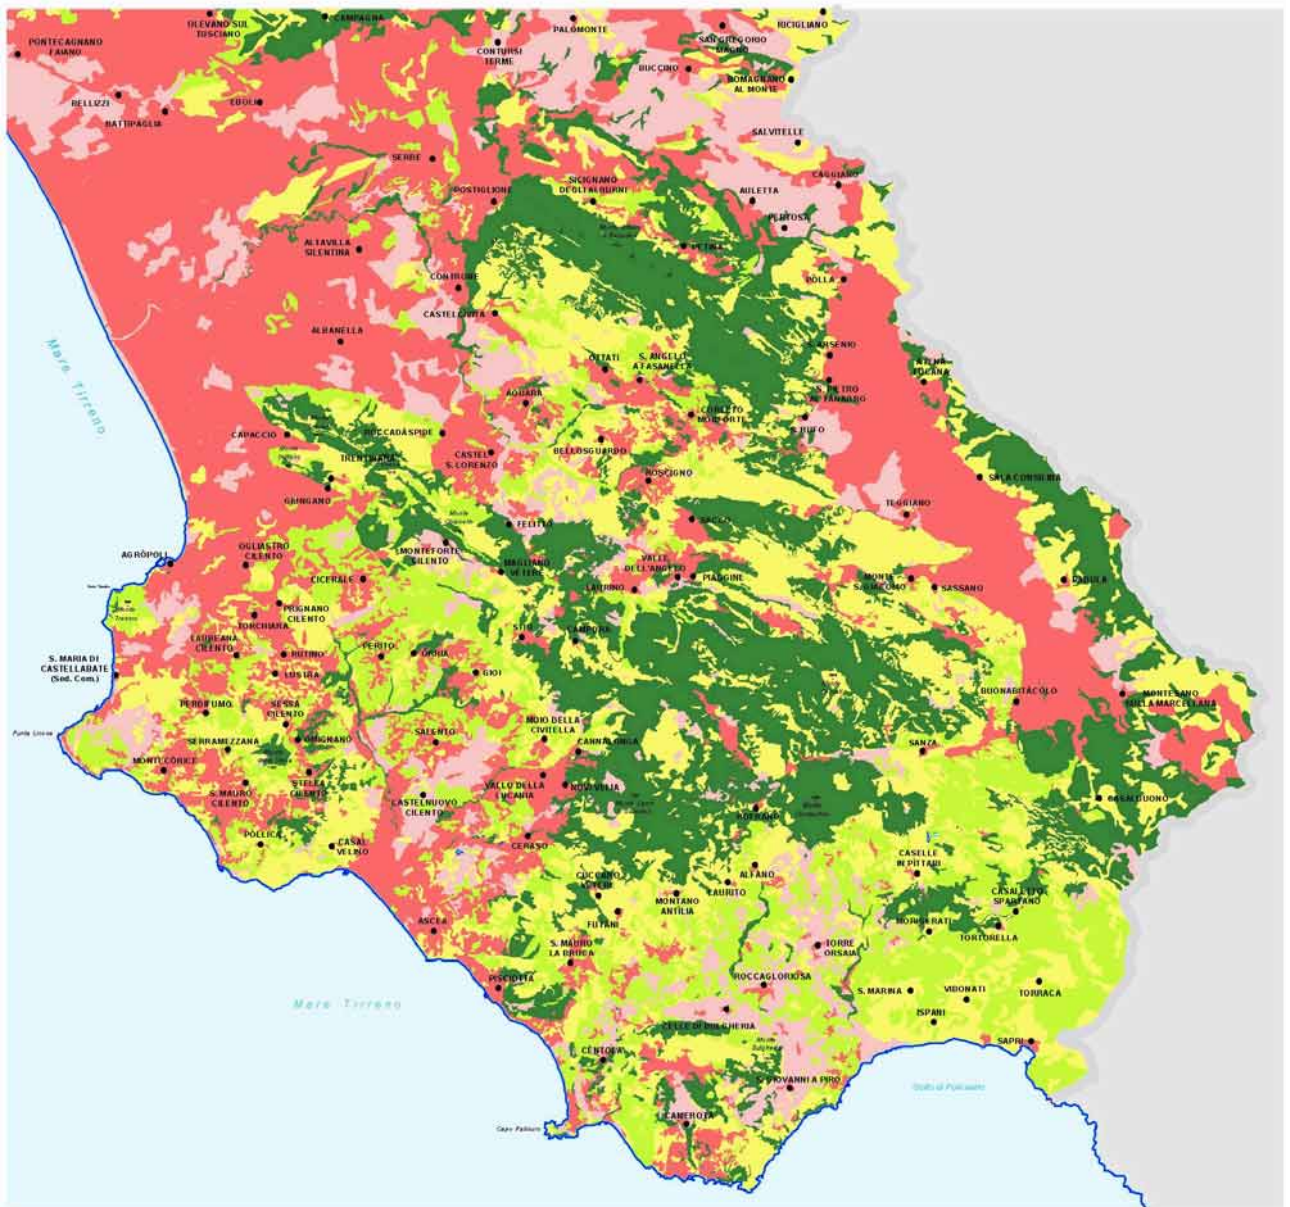 OLEVANO SUL
TUSCIANO
CAMPAGNA
PALOMONTE
RICIGLIANO
PONTECAGNANO
FAIANO
CONTURSI
TERME
SAN GREGORIO
MAGNO
BUCCINO
ROMAGNANO
AL MONTE
BELLIZZI
EBOLI
BATTIPAGLIA
SALVITELLE
SERRE
CAGGIANO
POSTIGLIONE
SICIGNANO
DEGLI ALBURNI
AULETTA
PERTOSA
ALTAVILLA
SILENTINA
PETINA
CONTRONE
POLLA
CASTELCIVITA
ALBANELLA
Mare Tirreno
OTTATI
S. ANGELO
A FASANELLA
S. ARSENIO
ATENA
LUCANA
AQUARA
S. PIETRO
AL TANAGRO
CORLETO
MONFORTE
S. RUFO
CAPACCIO
ROCCADASPIDE
TRENTINARA
CASTEL
S. LORENZO
BELLOSGUARDO
ROSCIGNO
SALA CONSILINA
GIUNGANO
TEGGIANO
FELITTO
SACCO
AGRÒPOLI
OGLIASTRO
CILENTO
MONTEFORTE
CILENTO
MAGLIANO
VETERE
VALLE
DELL'ANGELO
PIAGGINE
LAURINO
MONTE
S. GIACOMO
SASSANO
PADULA
CICERALE
PRIGNANO
CILENTO
TORCHIARA
LAUREANA
CILENTO
RUTINO
PERITO
ORRIA
STIO
CAMPORA
S. MARIA DI
CASTELLABATE
(Sed. Com.)
LUSTRA
GIOI
BUONABITACOLO
MONTESANO
SULLA MARCELLANA
PERDIFUMO
SESSA
CILENTO
MOIO DELLA
CIVITELLA
Punta Licosa
SERRAMEZZANA
OMIGNANO
SALENTO
CANNALONGA
SANZA
MONTECORICE
S. MAURO
CILENTO
STELLA
CILENTO
VALLO DELLA
LUCANIA
NOVI VELIA
CASTELNUOVO
CILENTO
ROFRANO
CASALBUONO
POLLICA
CASAL
VELINO
CERASO
CASELLE
IN PITTARI
CUCCARO
VETERE
ALFANO
LAURITO
MONTANO
ANTILIA
CASALETTO
SPARTANO
ASCEA
FUTANI
MORIGERATI
TORTORELLA
S. MAURO
LA BRUCA
TORRE
ORSAIA
PISCIOTTA
ROCCAGLORIOSA
S. MARINA
VIBONATI
TORRACA
Mare Tirreno
ISPANI
CELLE DI BULGHERIA
SAPRI
CENTOLA
S. GIOVANNI A PIRO
Golfo di Policastro
CAMEROTA
Capo Palinuro